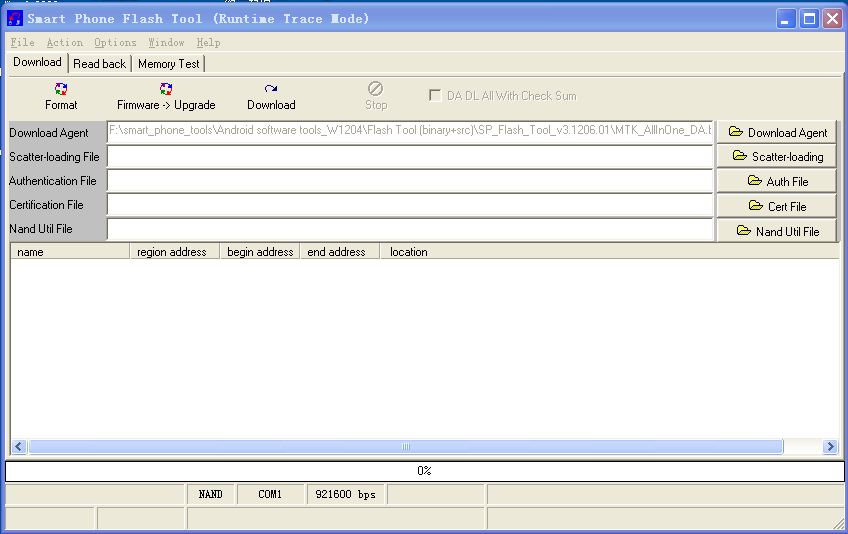 Smart Phone Flash Tool (Runtime Trace Mode)
File Action Options Window Help
Download Read back Memory Test
Format Firmware -> Upgrade Download Stop DA DL All With Check Sum
Download Agent F:\smart_phone_tools\Android software tools_W1204\Flash Tool (binary+src)\SP_Flash_Tool_v3.1206.01\MTK_AllInOne_DA.b Download Agent
Scatter-loading File Scatter-loading
Authentication File Auth File
Certification File Cert File
Nand Util File Nand Util File
name region address begin address end address location
0%
NAND COM1 921600 bps